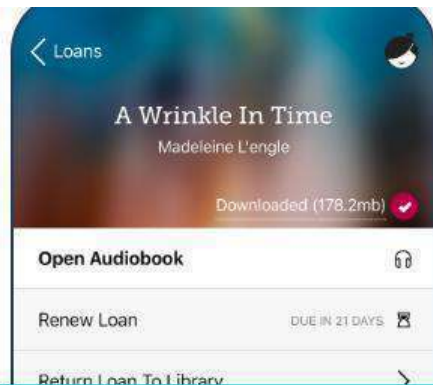 Loans
A Wrinkle In Time
Madeleine L'engle
Downloaded (178.2mb)
Open Audiobook
Renew Loan DUE IN 21 DAYS
Return Loan To Library